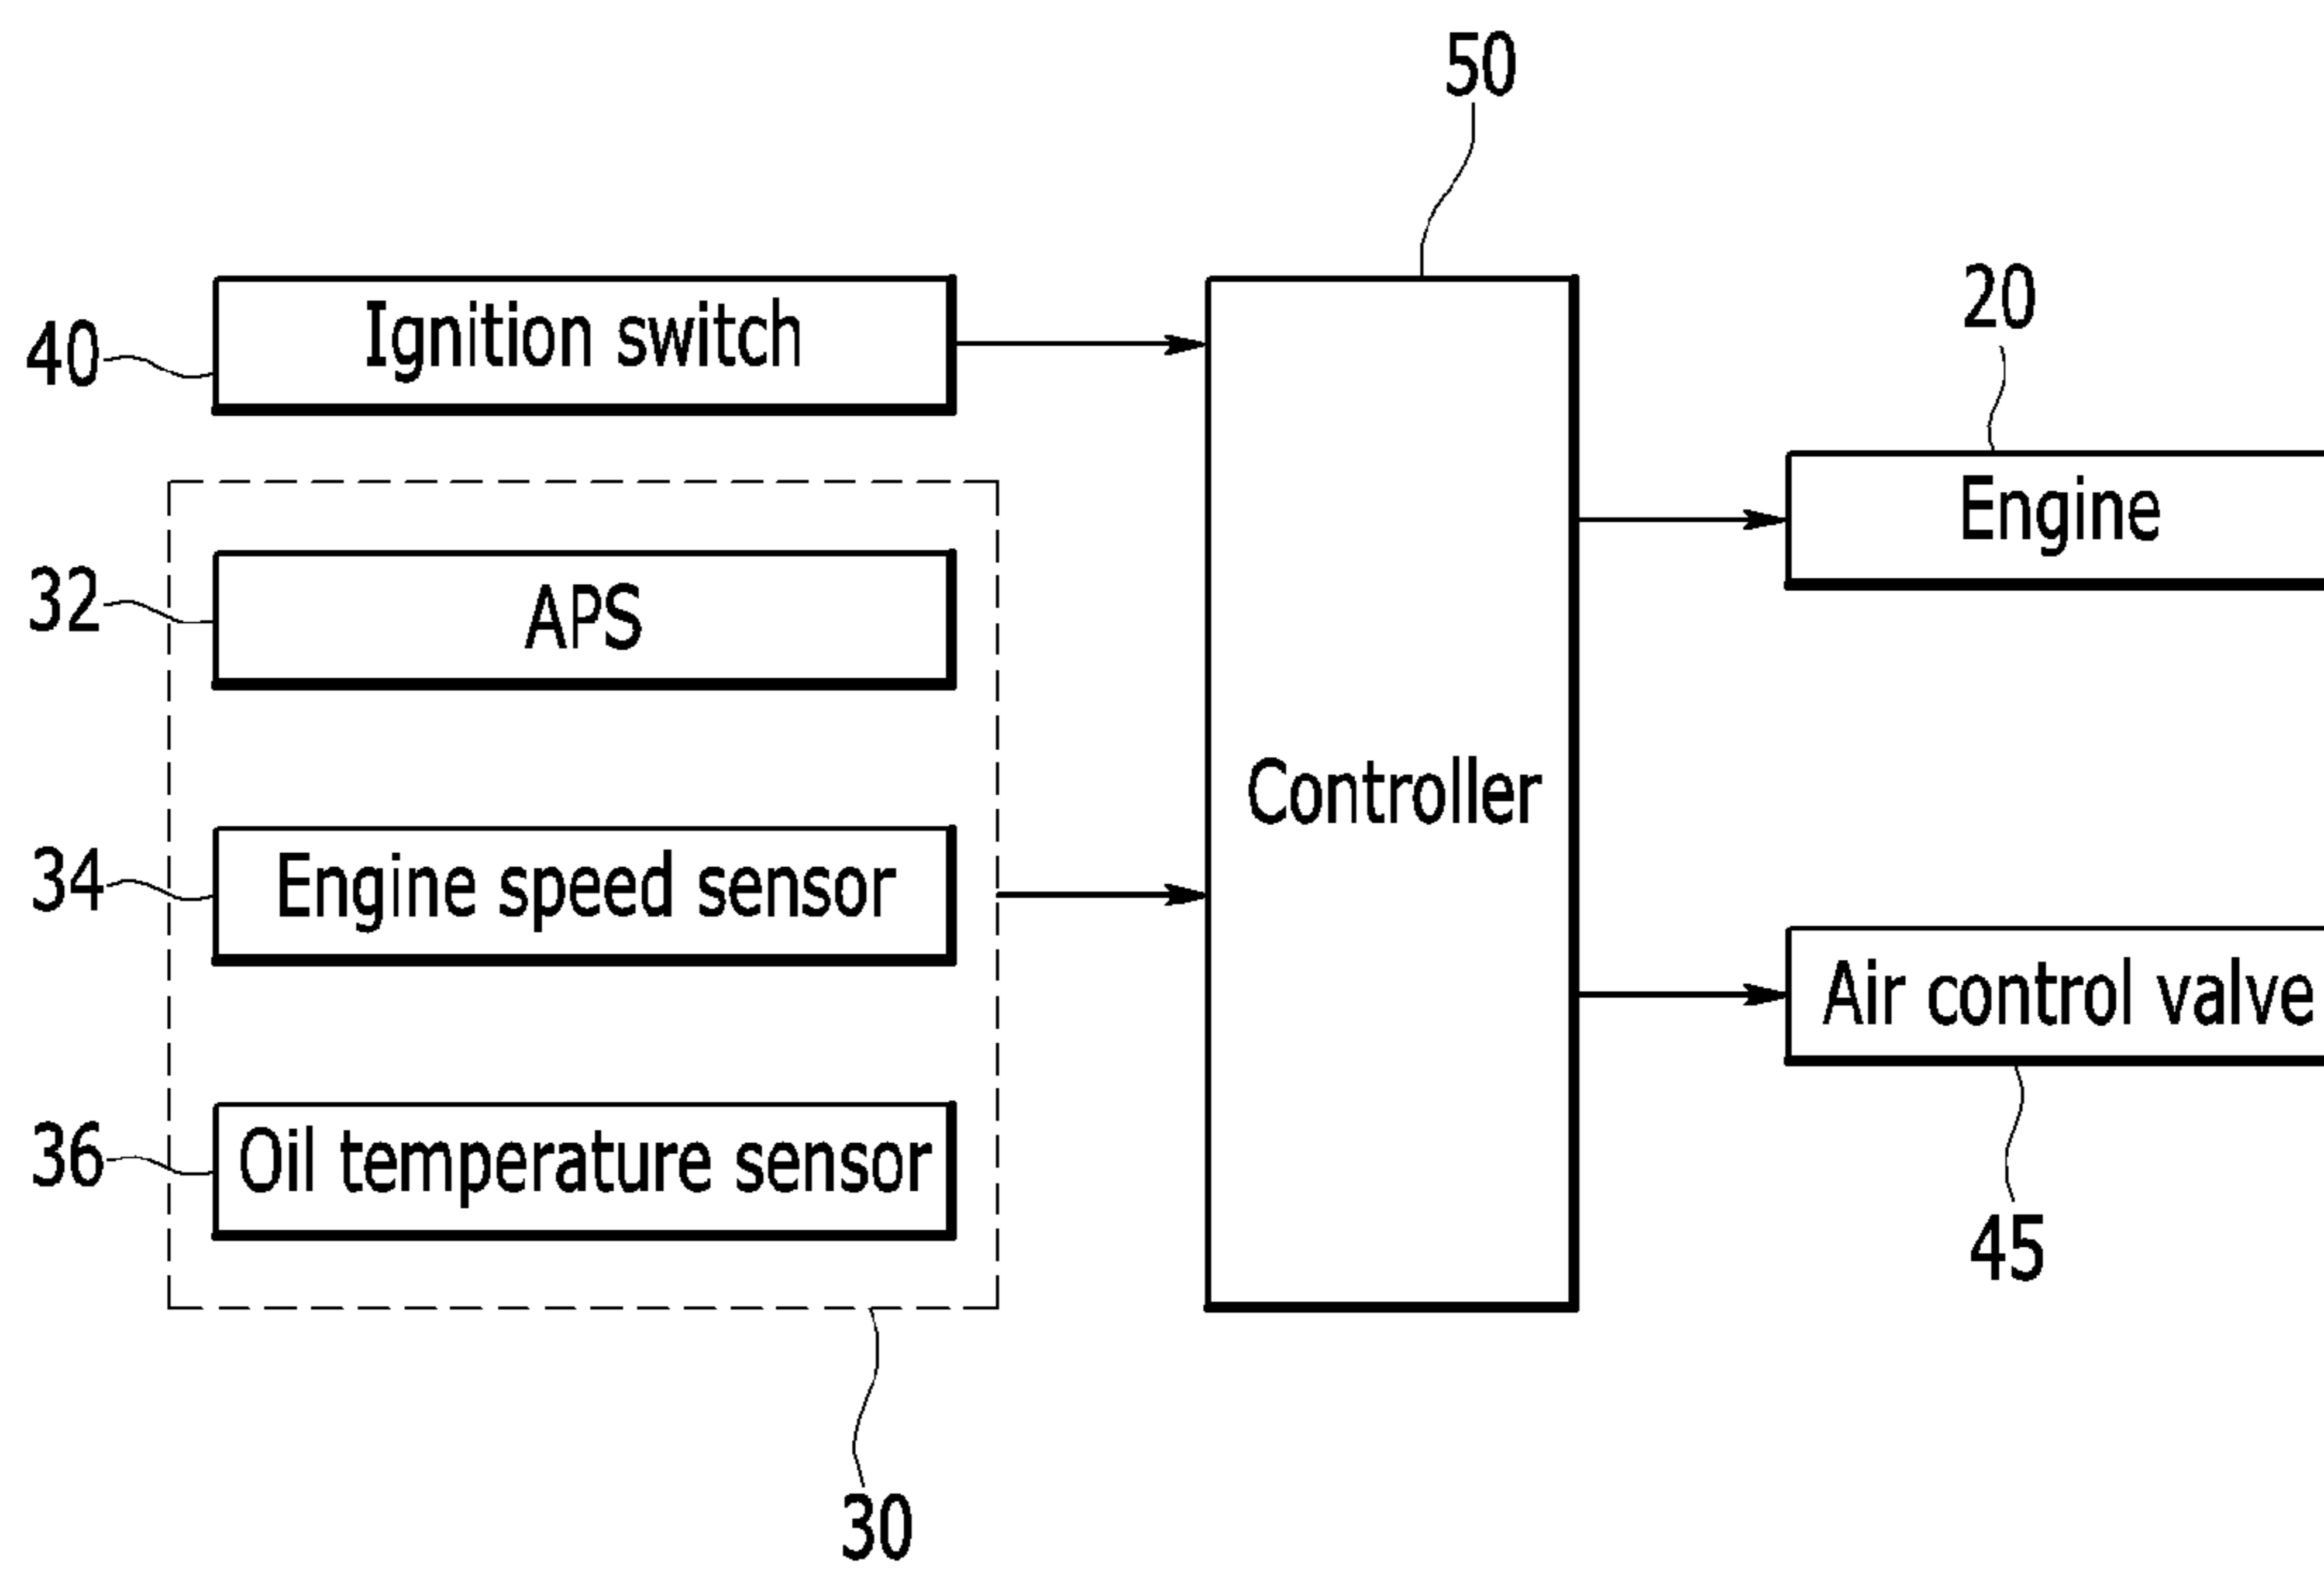 50
40
Ignition switch
20
Engine
32
APS
Controller
34
Engine speed sensor
Air control valve
36
Oil temperature sensor
45
30